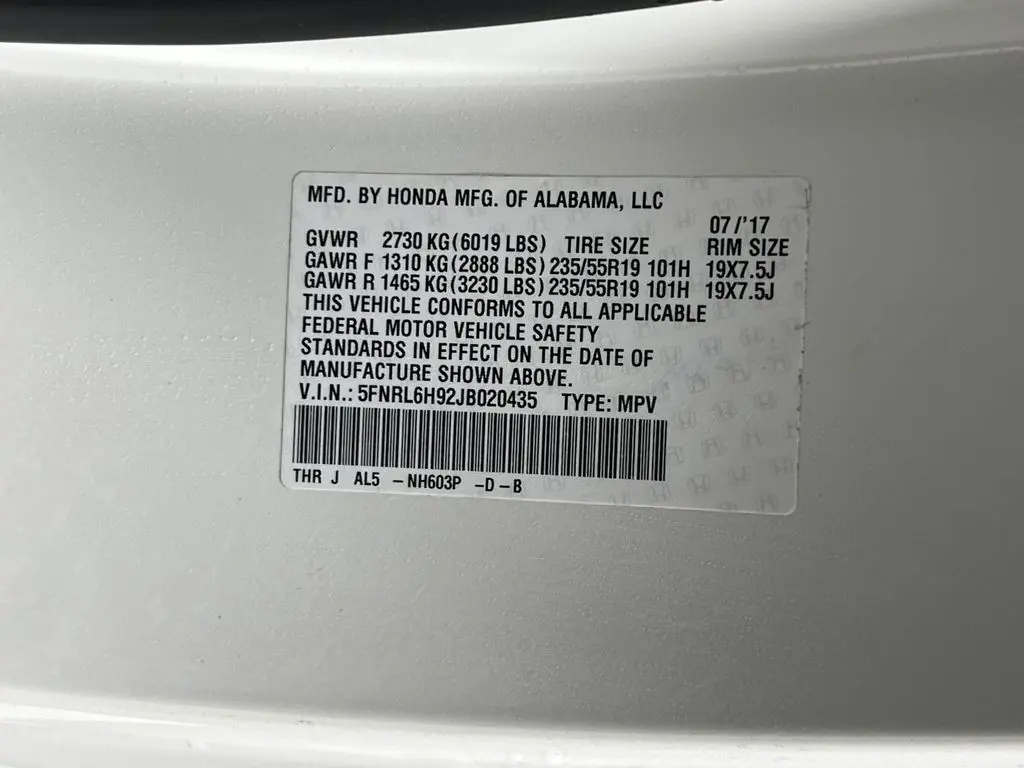 MFD. BY HONDA MFG. OF ALABAMA, LLC
07/'17
GVWR 2730 KG(6019 LBS) TIRE SIZE RIM SIZE
GAWR F 1310 KG(2888 LBS) 235/55R19 101H 19X7.5J
GAWR R 1465 KG(3230 LBS) 235/55R19 101H 19X7.5J
THIS VEHICLE CONFORMS TO ALL APPLICABLE
FEDERAL MOTOR VEHICLE SAFETY
STANDARDS IN EFFECT ON THE DATE OF
MANUFACTURE SHOWN ABOVE.
V.I.N.: 5FNRL6H92JB020435 TYPE: MPV
THR J AL5 -NH603P -D-B